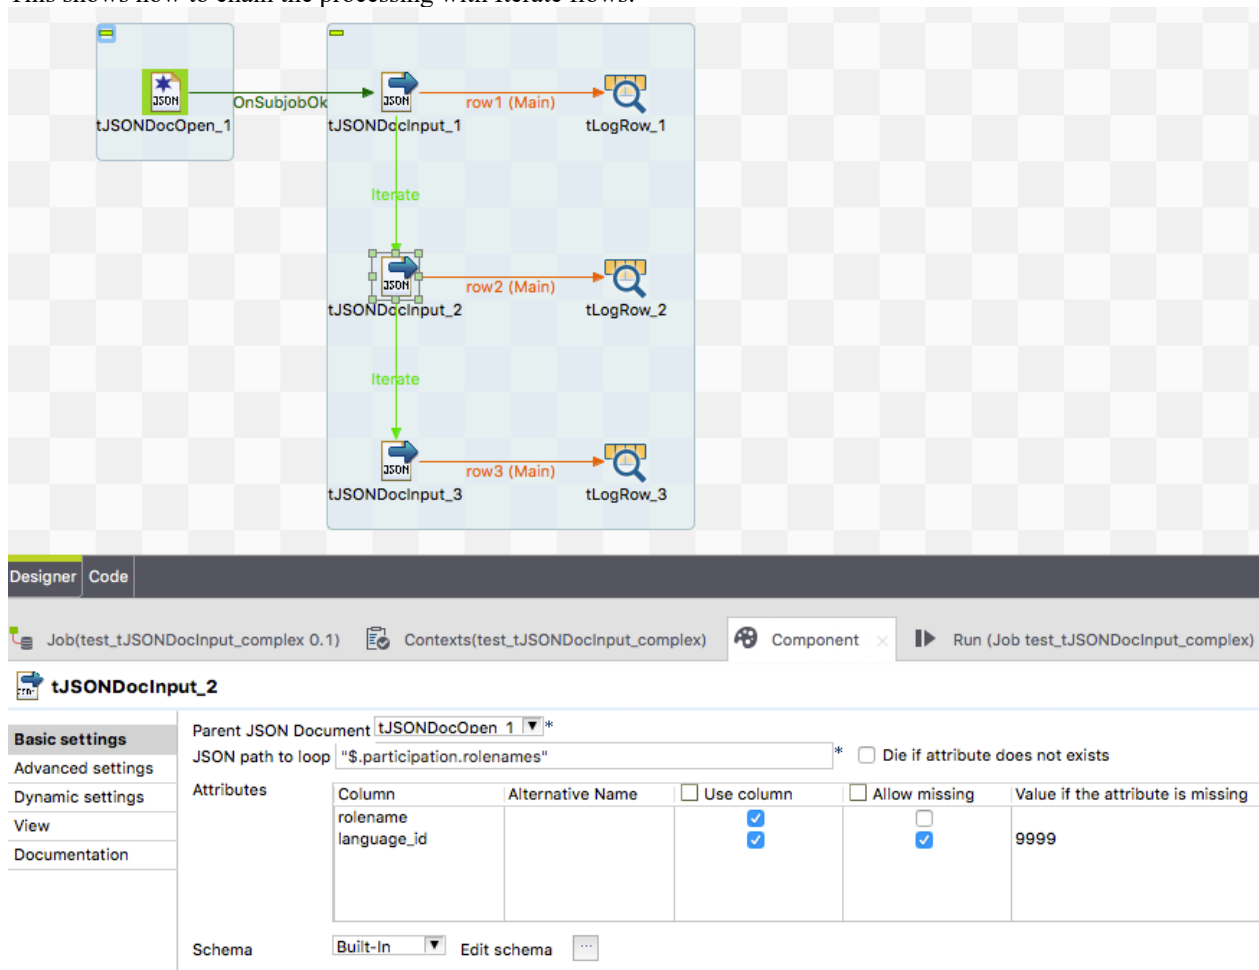 This shows how to chain the processing with iterate flows.
JSON
OnSubjobOk
JSON
row1 (Main)
tJSONDocOpen_1
tJSONDocInput_1
tLogRow_1
Iterate
JSON
row2 (Main)
tJSONDocInput_2
tLogRow_2
Iterate
JSON
row3 (Main)
tJSONDocInput_3
tLogRow_3
Designer Code
Job(test_tJSONDocInput_complex 0.1) Contexts(test_tJSONDocInput_complex) Component Run (Job test_tJSONDocInput_complex)
tJSONDocInput_2
Basic settings
Advanced settings
Dynamic settings
View
Documentation
Parent JSON Document tJSONDocOpen 1 *
JSON path to loop "$.participation.rolenames" * Die if attribute does not exists
Attributes
Column Alternative Name Use column Allow missing Value if the attribute is missing
rolename
language_id 9999
Schema Built-In Edit schema ...